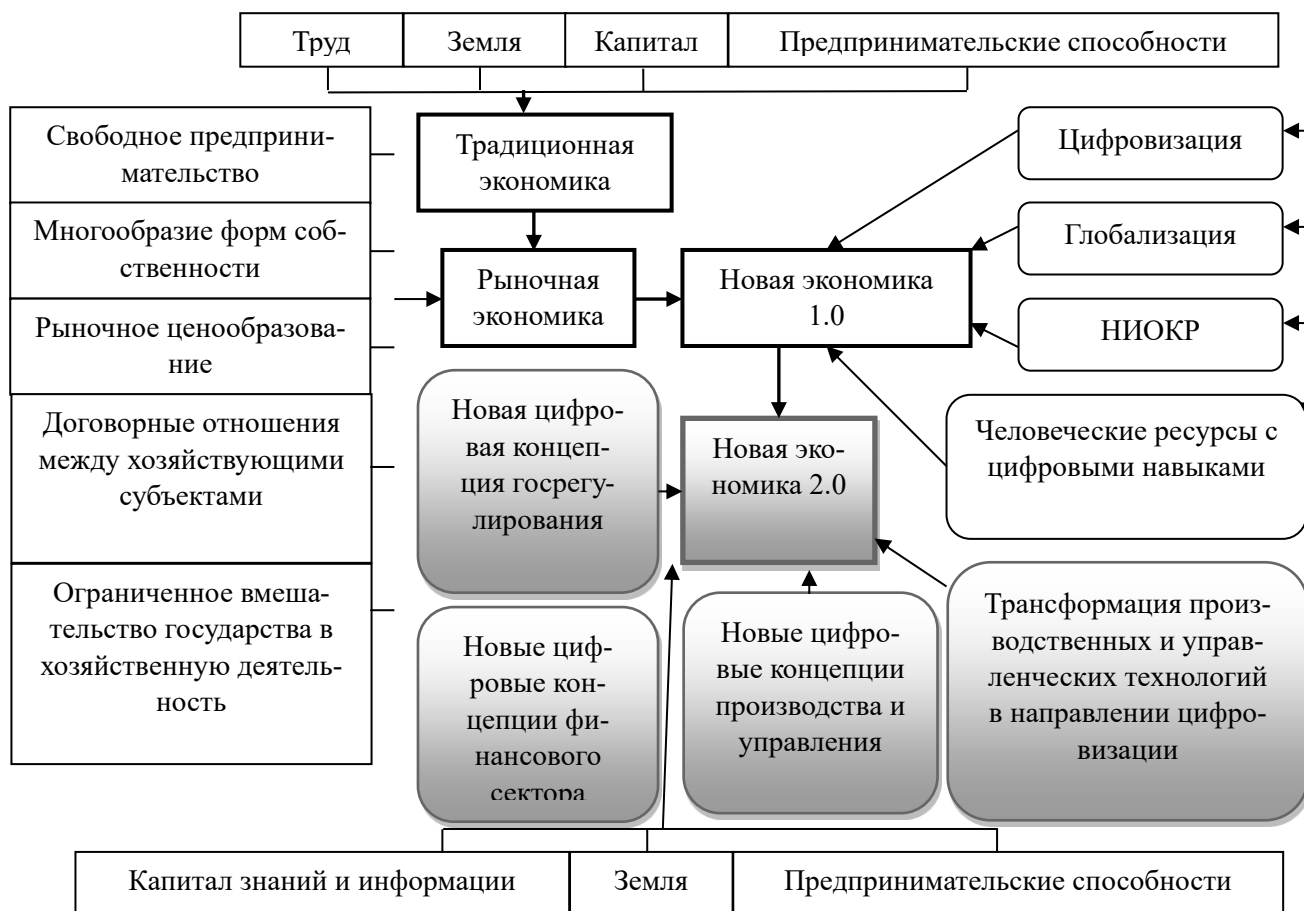 Труд
Земля
Капитал
Предпринимательские способности
Свободное предприни-
мательство
Многообразие форм соб-
ственности
Рыночное ценообразова-
ние
Договорные отношения
между хозяйствующими
субъектами
Ограниченное вмеша-
тельство государства в
хозяйственную деятель-
ность
Традиционная
экономика
Рыночная
экономика
Новая экономика
1.0
Цифровизация
Глобализация
НИОКР
Человеческие ресурсы с
цифровыми навыками
Новая цифро-
вая концеп-
ция госрегу-
лирования
Новая эко-
номика 2.0
Новые циф-
ровые кон-
цепции фи-
нансового
сектора
Новые цифро-
вые концепции
производства и
управления
Трансформация произ-
водственных и управ-
ленческих технологий
в направлении цифро-
визации
Капитал знаний и информации
Земля
Предпринимательские способности